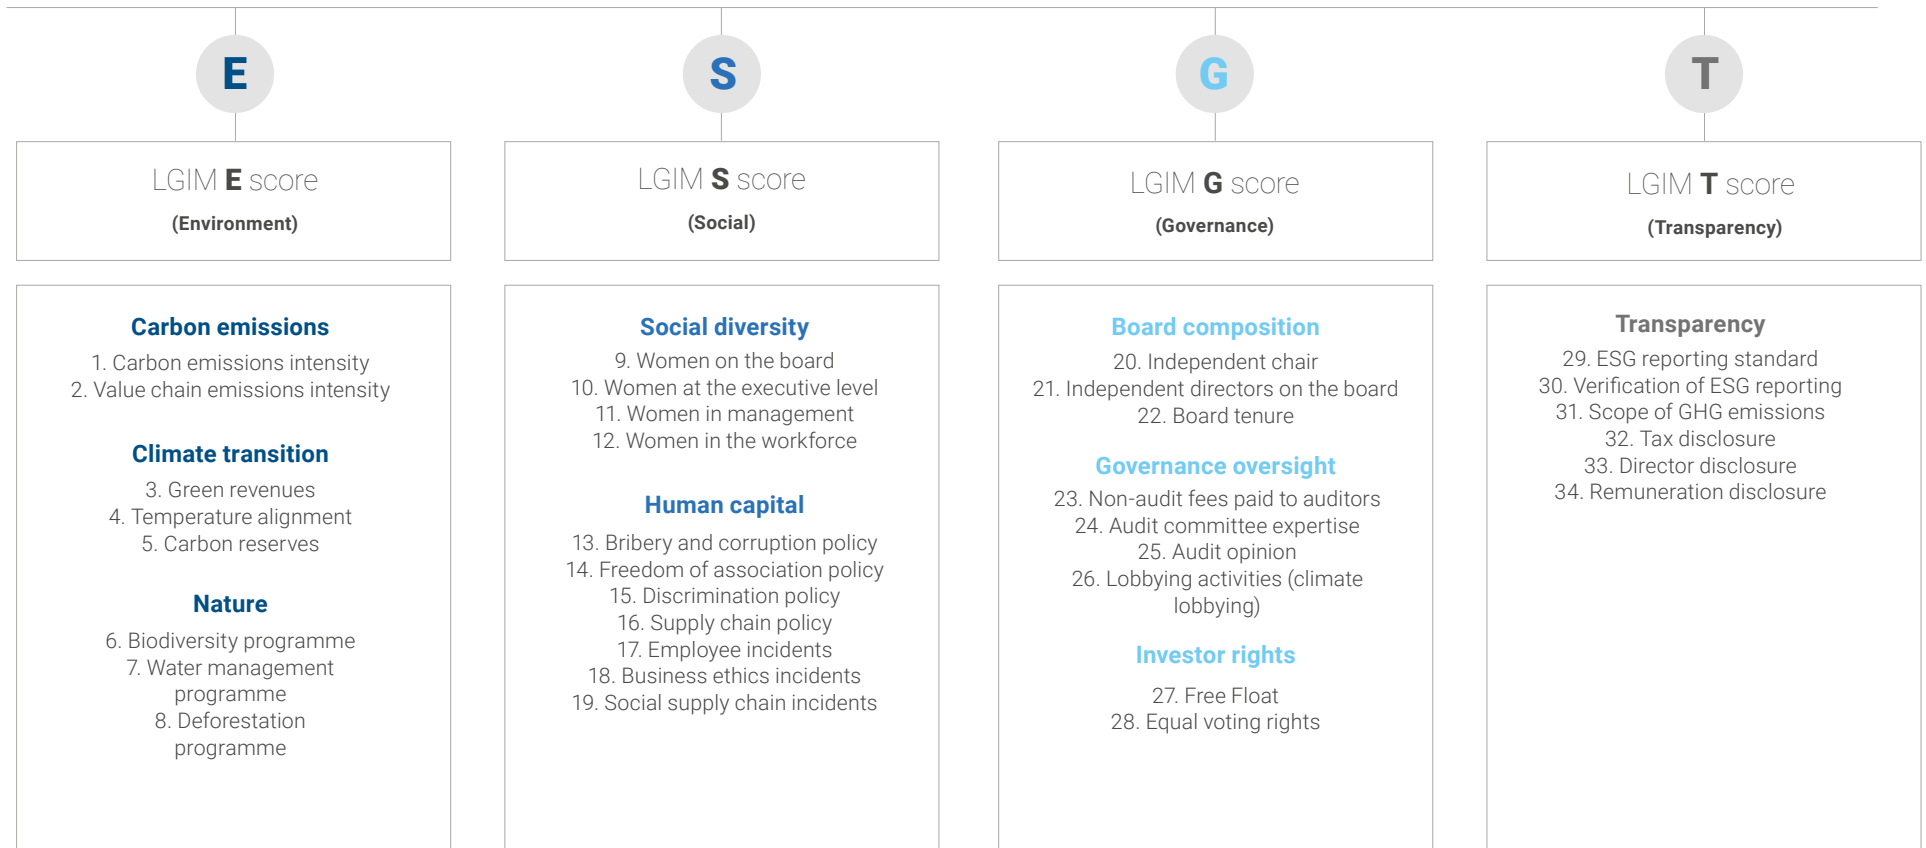 E
LGIM E score
(Environment)
Carbon emissions
1. Carbon emissions intensity
2. Value chain emissions intensity
Climate transition
3. Green revenues
4. Temperature alignment
5. Carbon reserves
Nature
6. Biodiversity programme
7. Water management
programme
8. Deforestation
programme
S
LGIM S score
(Social)
Social diversity
9. Women on the board
10. Women at the executive level
11. Women in management
12. Women in the workforce
Human capital
13. Bribery and corruption policy
14. Freedom of association policy
15. Discrimination policy
16. Supply chain policy
17. Employee incidents
18. Business ethics incidents
19. Social supply chain incidents
G
LGIM G score
(Governance)
Board composition
20. Independent chair
21. Independent directors on the board
22. Board tenure
Governance oversight
23. Non-audit fees paid to auditors
24. Audit committee expertise
25. Audit opinion
26. Lobbying activities (climate
lobbying)
Investor rights
27. Free Float
28. Equal voting rights
T
LGIM T score
(Transparency)
Transparency
29. ESG reporting standard
30. Verification of ESG reporting
31. Scope of GHG emissions
32. Tax disclosure
33. Director disclosure
34. Remuneration disclosure